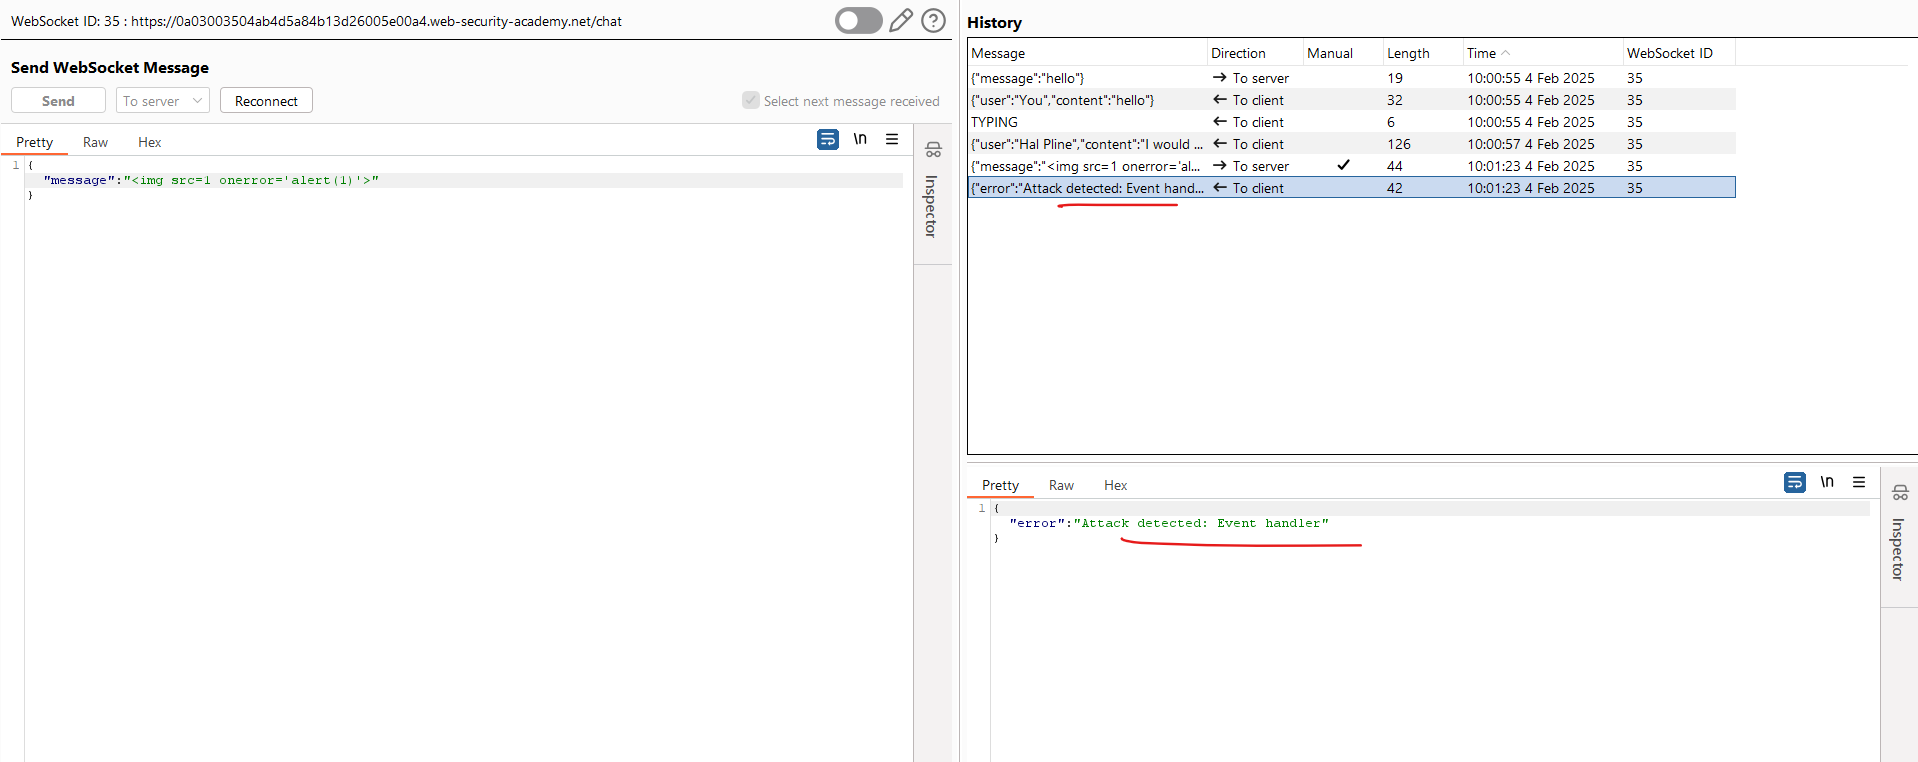 WebSocket ID: 35 : https://0a03003504ab4d5a84b13d26005e00a4.web-security-academy.net/chat
Send WebSocket Message
Send To server Reconnect Select next message received
Pretty Raw Hex \n
1 {
"message":"<img src=1 onerror='alert(1)'>"
}
Inspector
History
Message Direction Manual Length Time WebSocket ID
{"message":"hello"} → To server 19 10:00:55 4 Feb 2025 35
{"user":"You","content":"hello"} ← To client 32 10:00:55 4 Feb 2025 35
TYPING ← To client 6 10:00:55 4 Feb 2025 35
{"user":"Hal Pline","content":"I would ... ← To client 126 10:00:57 4 Feb 2025 35
{"message":"<img src=1 onerror='al... → To server ✓ 44 10:01:23 4 Feb 2025 35
{"error":"Attack detected: Event hand... ← To client 42 10:01:23 4 Feb 2025 35
Pretty Raw Hex \n
1 {
"error":"Attack detected: Event handler"
}
Inspector